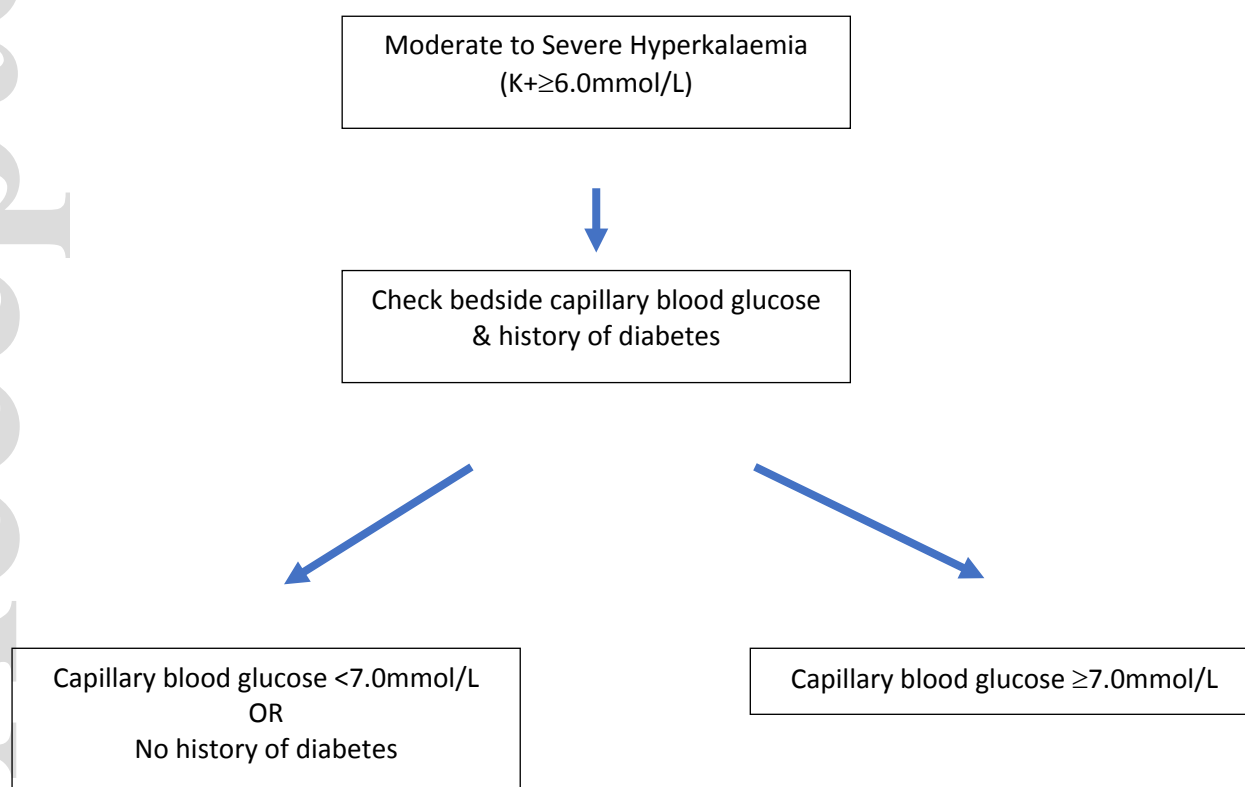 Moderate to Severe Hyperkalaemia
(K+≥6.0mmol/L)
Check bedside capillary blood glucose
& history of diabetes
Capillary blood glucose <7.0mmol/L
OR
No history of diabetes
Capillary blood glucose ≥7.0mmol/L